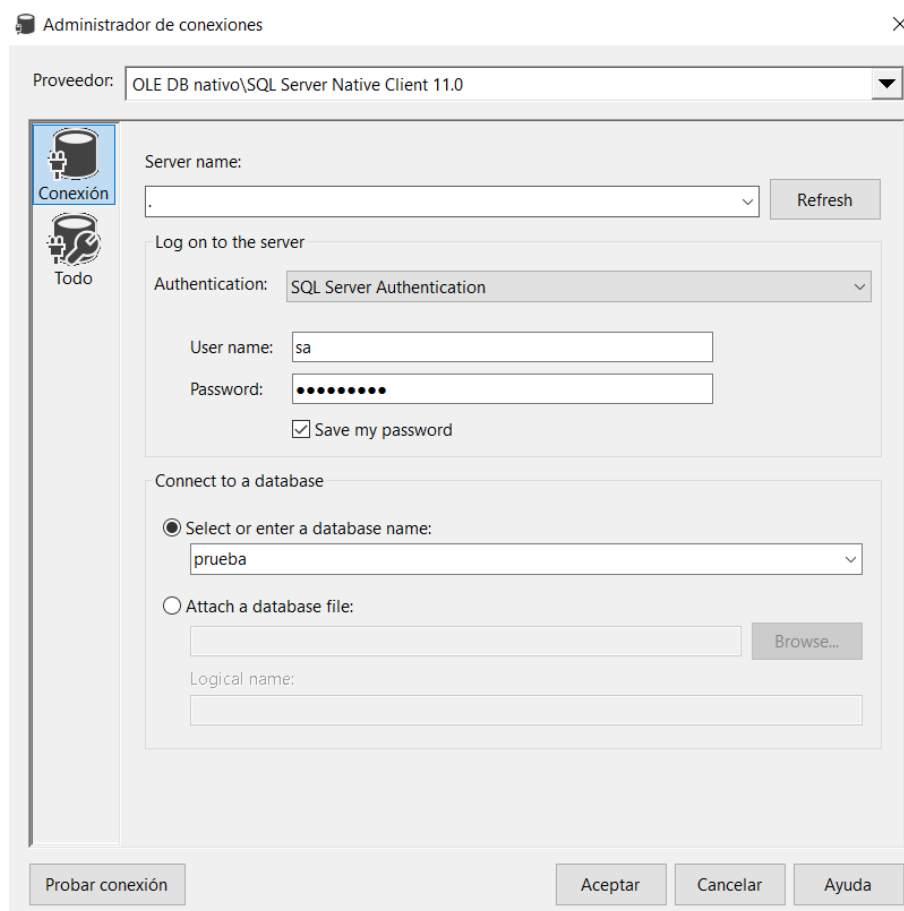 Administrador de conexiones
Proveedor: OLE DB nativo\SQL Server Native Client 11.0
Conexión
Todo
Server name:
. Refresh
Log on to the server
Authentication: SQL Server Authentication
User name: sa
Password: •••••••••
Save my password
Connect to a database
Select or enter a database name:
prueba
Attach a database file:
Browse...
Logical name:
Probar conexión Aceptar Cancelar Ayuda